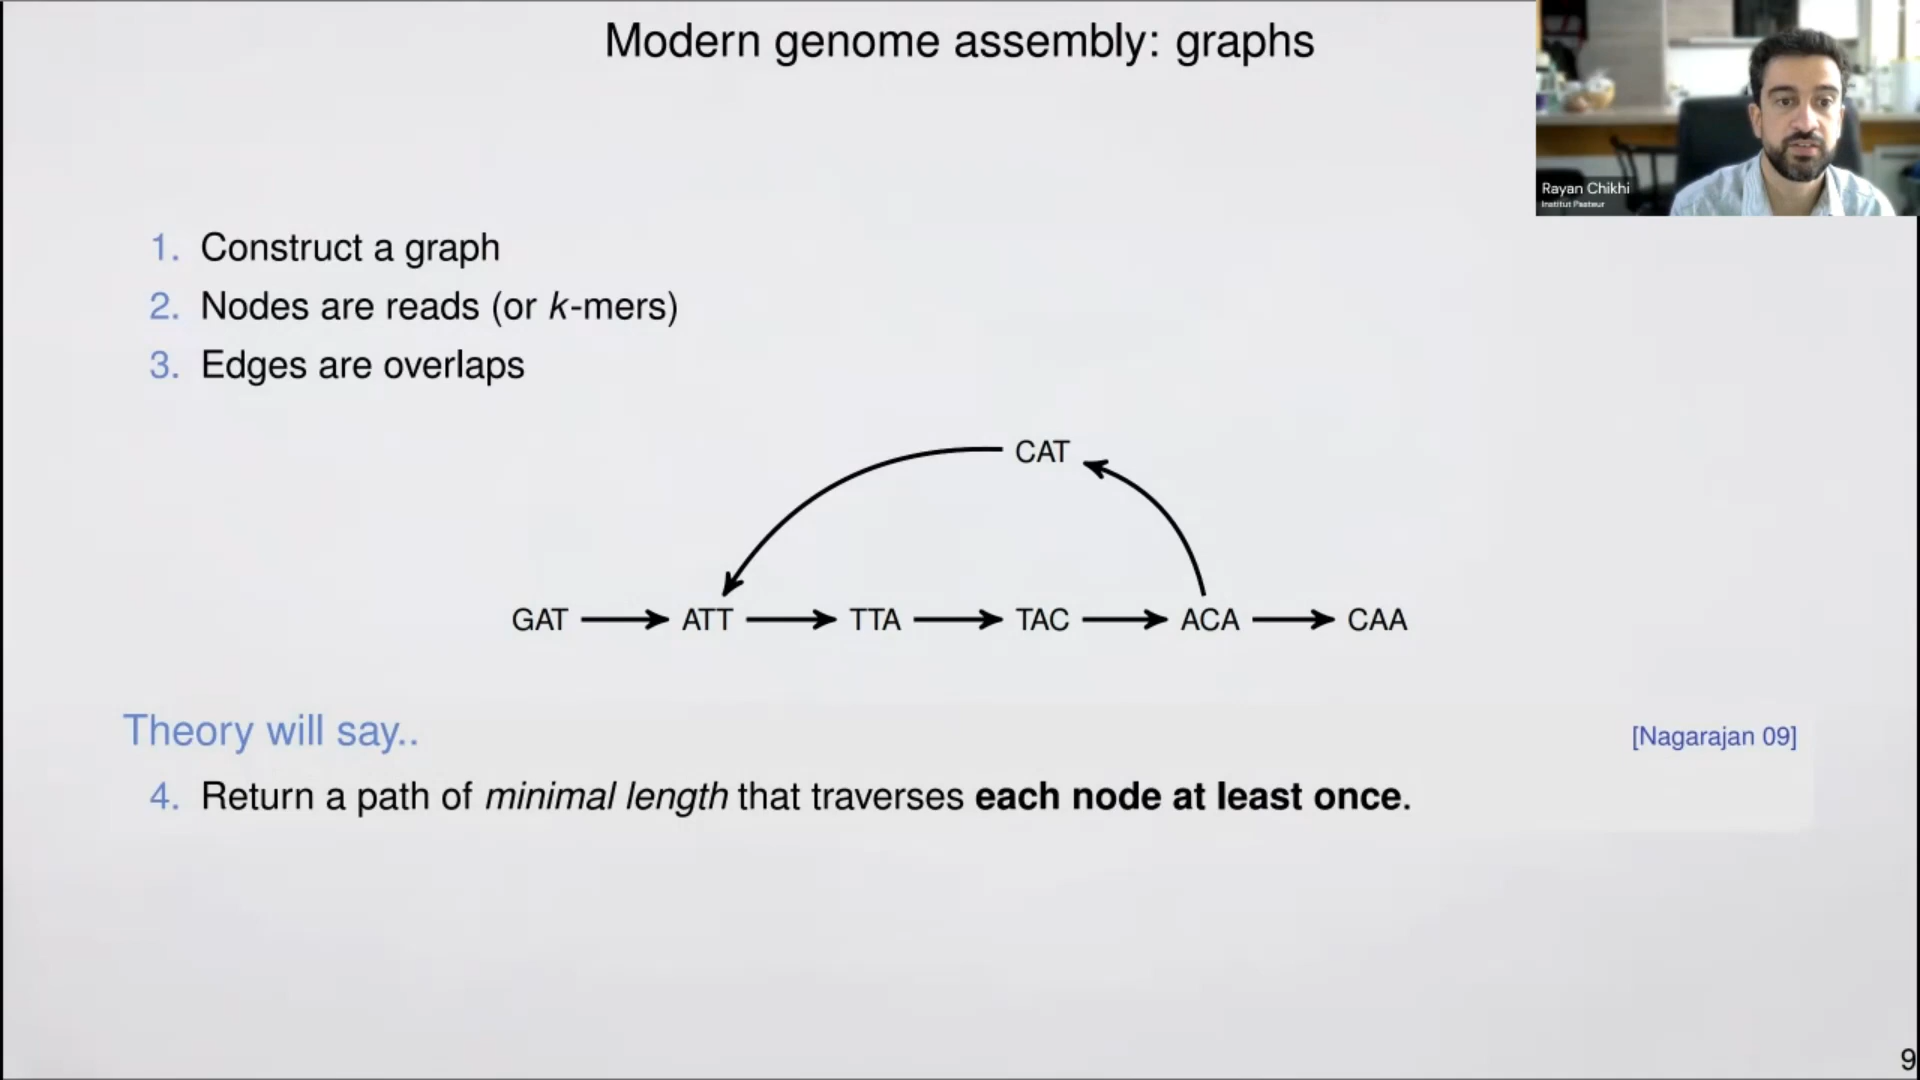 Modern genome assembly: graphs
Rayan Chikhi
Institut Pasteur
1. Construct a graph
2. Nodes are reads (or k-mers)
3. Edges are overlaps
CAT
GAT ATT TTA TAC ACA CAA
Theory will say.. [Nagarajan 09]
4. Return a path of minimal length that traverses each node at least once.
9